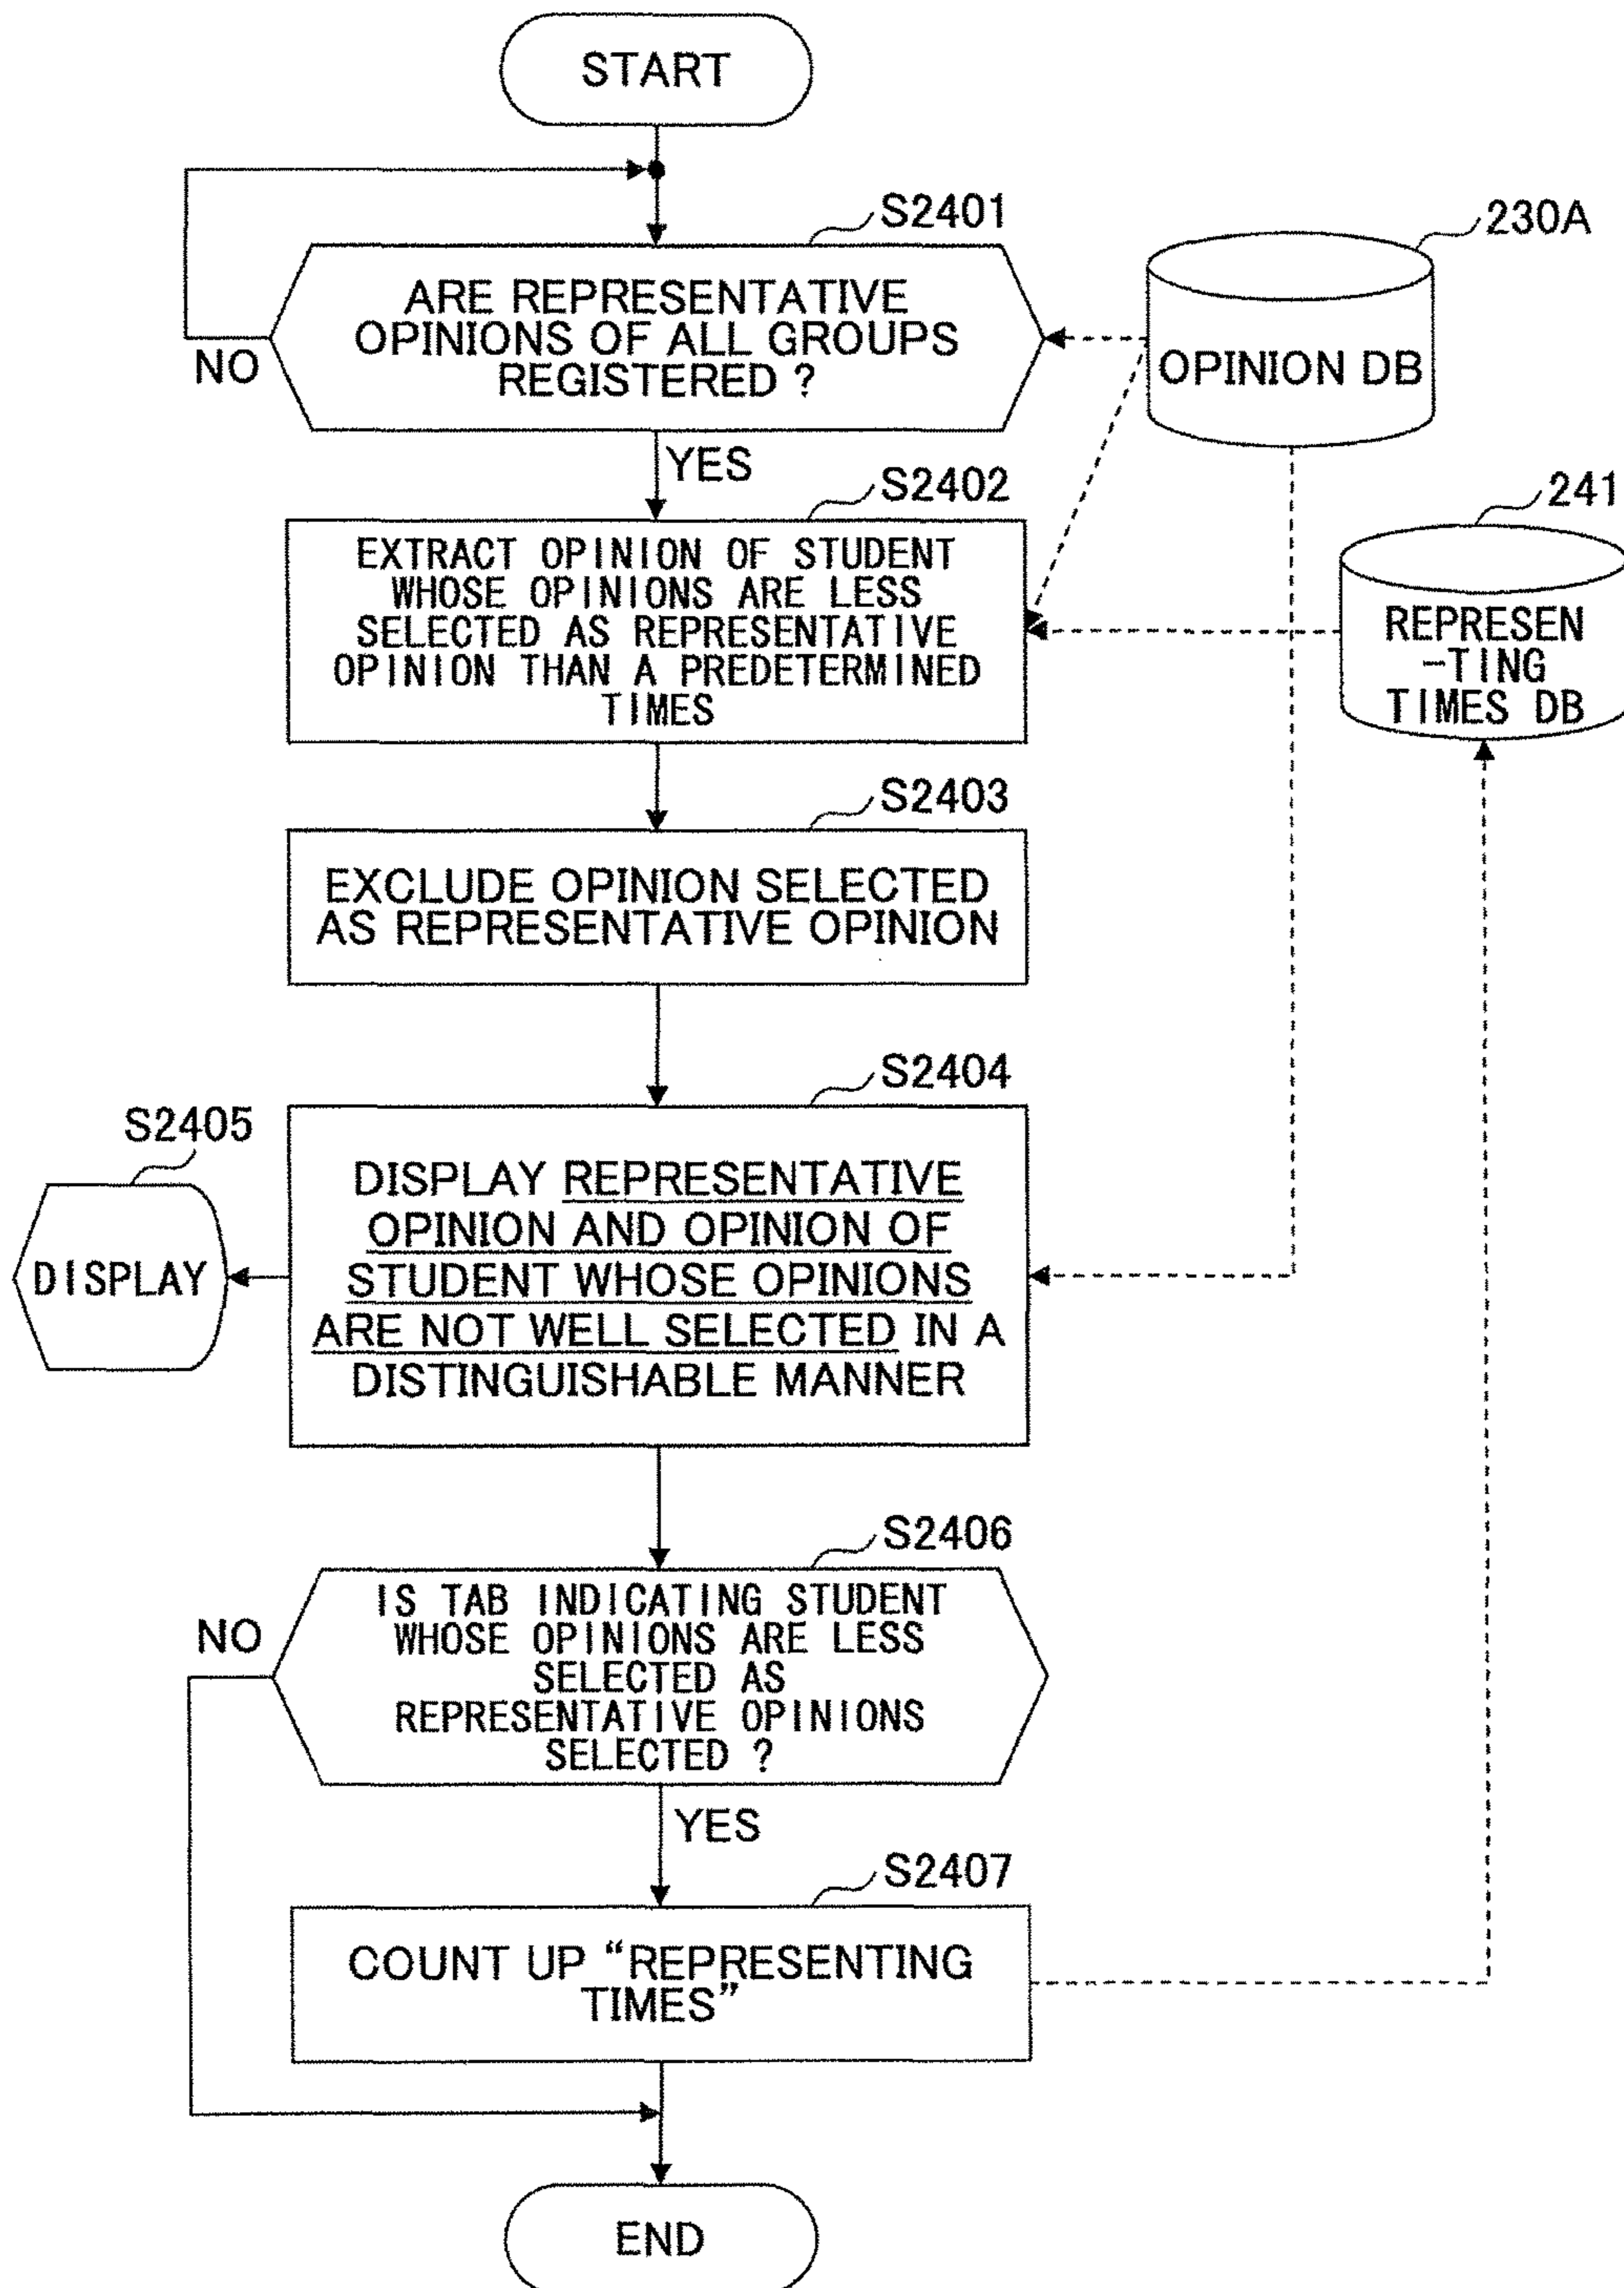 START
S2401
230A
ARE REPRESENTATIVE
OPINIONS OF ALL GROUPS
REGISTERED ?
NO
OPINION DB
YES
S2402
241
EXTRACT OPINION OF STUDENT
WHOSE OPINIONS ARE LESS
SELECTED AS REPRESENTATIVE
OPINION THAN A PREDETERMINED
TIMES
REPRESEN
-TING
TIMES DB
S2403
EXCLUDE OPINION SELECTED
AS REPRESENTATIVE OPINION
S2404
S2405
DISPLAY REPRESENTATIVE
OPINION AND OPINION OF
STUDENT WHOSE OPINIONS
ARE NOT WELL SELECTED IN A
DISTINGUISHABLE MANNER
DISPLAY
S2406
IS TAB INDICATING STUDENT
WHOSE OPINIONS ARE LESS
SELECTED AS
REPRESENTATIVE OPINIONS
SELECTED ?
NO
YES
S2407
COUNT UP “REPRESENTING
TIMES”
END